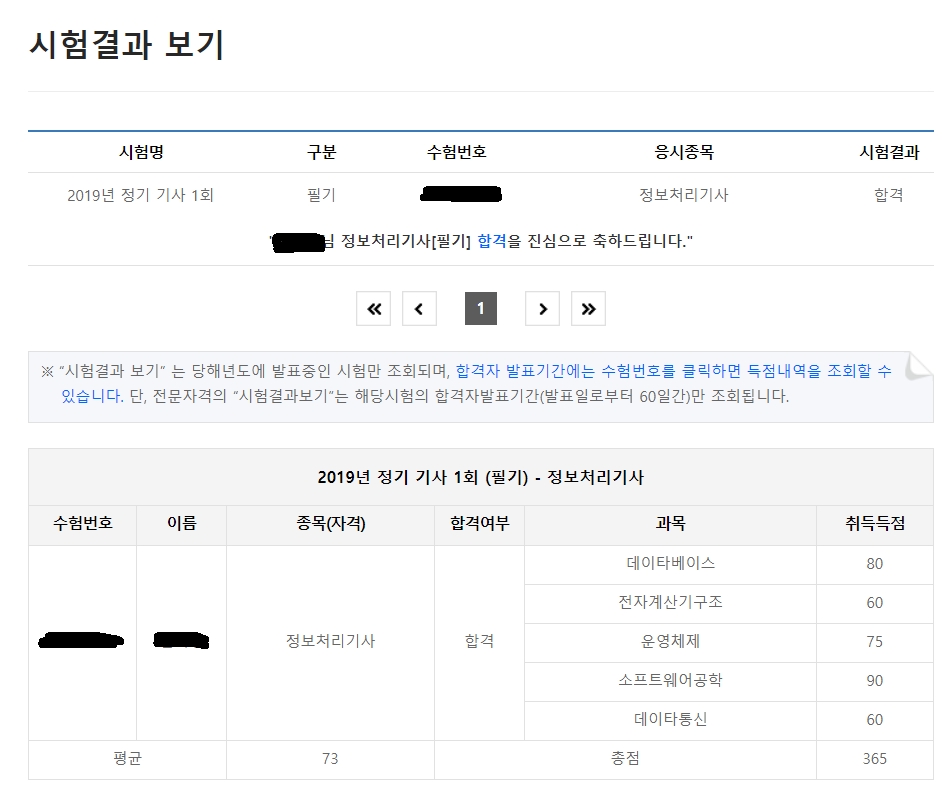 시험결과 보기
시험명 구분 수험번호 응시종목 시험결과
2019년 정기 기사 1회 필기 정보처리기사 합격
"님 정보처리기사[필기] 합격을 진심으로 축하드립니다."
1
※ "시험결과 보기" 는 당해년도에 발표중인 시험만 조회되며, 합격자 발표기간에는 수험번호를 클릭하면 득점내역을 조회할 수
있습니다. 단, 전문자격의 "시험결과보기"는 해당시험의 합격자발표기간(발표일로부터 60일간)만 조회됩니다.
2019년 정기 기사 1회 (필기) - 정보처리기사
수험번호 이름 종목(자격) 합격여부 과목 취득득점
데이타베이스 80
전자계산기구조 60
정보처리기사 합격 운영체제 75
소프트웨어공학 90
데이타통신 60
평균 73 총점 365